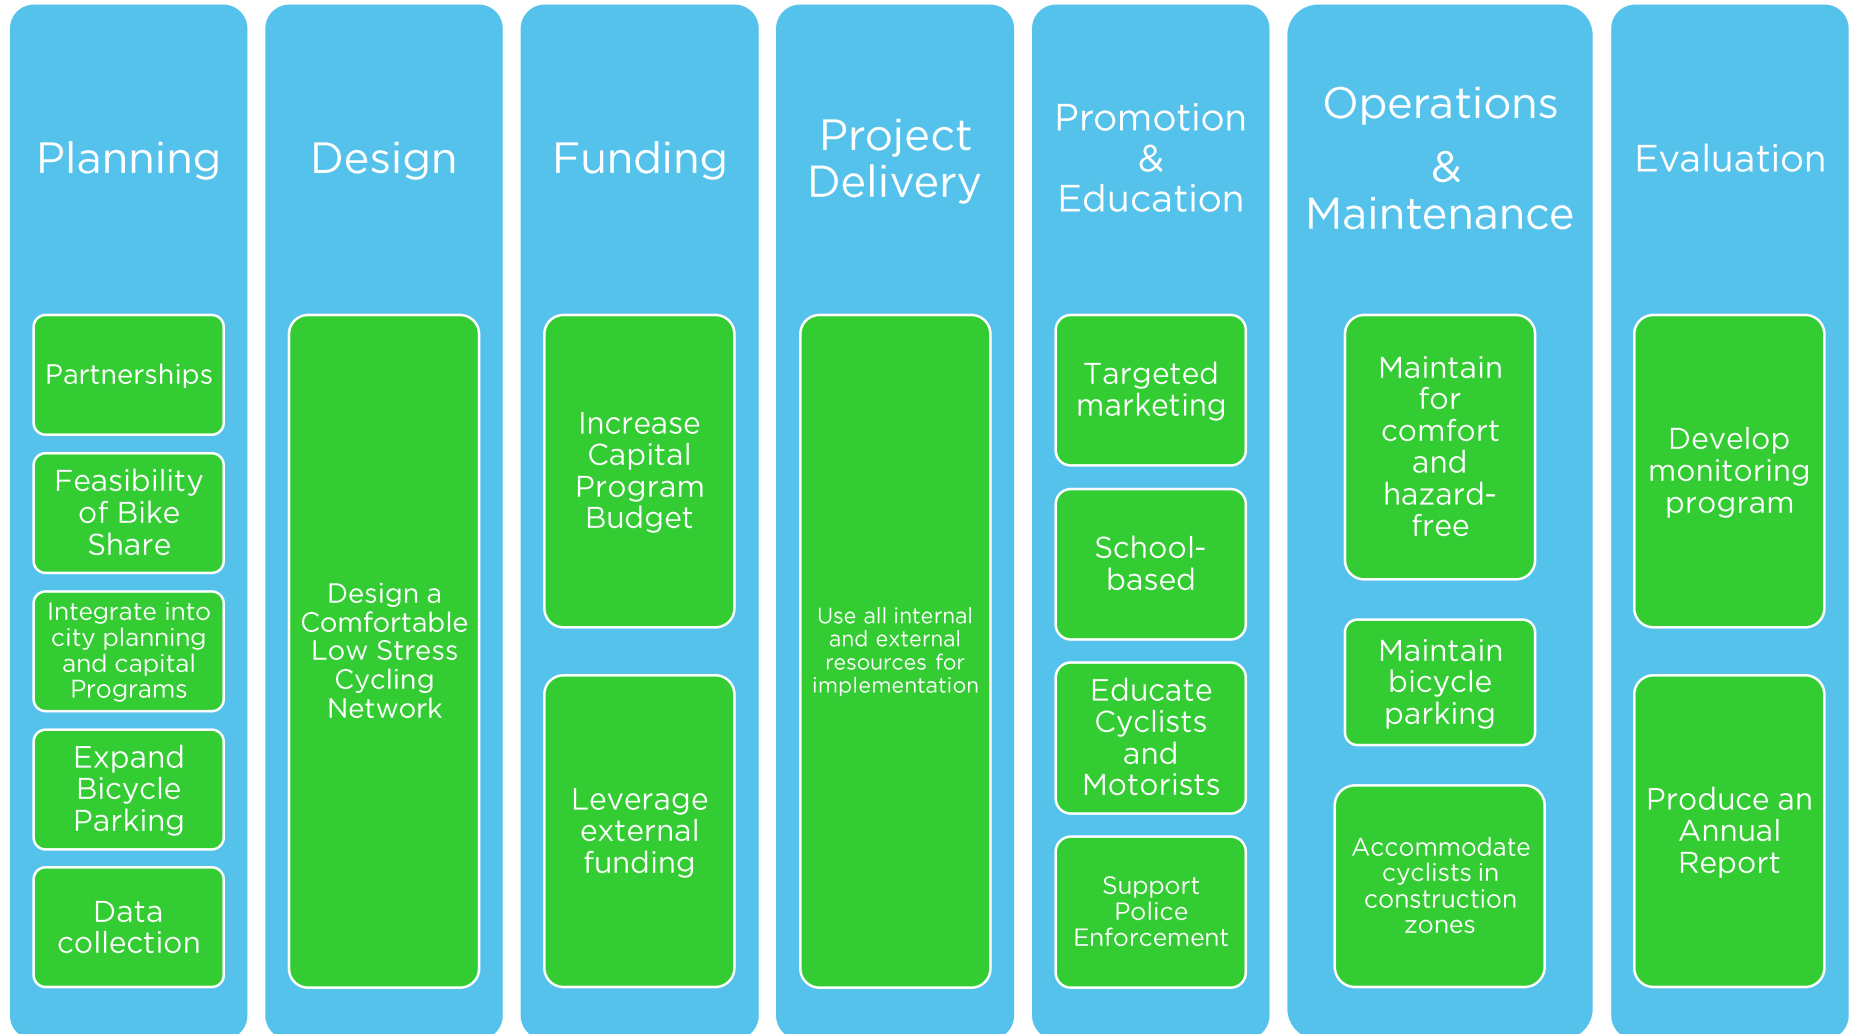 Planning
Partnerships
Feasibility
of Bike
Share
Integrate into
city planning
and capital
Programs
Expand
Bicycle
Parking
Data
collection
Design
Design a
Comfortable
Low Stress
Cycling
Network
Funding
Increase
Capital
Program
Budget
Leverage
external
funding
Project
Delivery
Use all internal
and external
resources for
implementation
Promotion
&
Education
Targeted
marketing
School-
based
Educate
Cyclists
and
Motorists
Support
Police
Enforcement
Operations
&
Maintenance
Maintain
for
comfort
and
hazard-
free
Maintain
bicycle
parking
Accommodate
cyclists in
construction
zones
Evaluation
Develop
monitoring
program
Produce an
Annual
Report